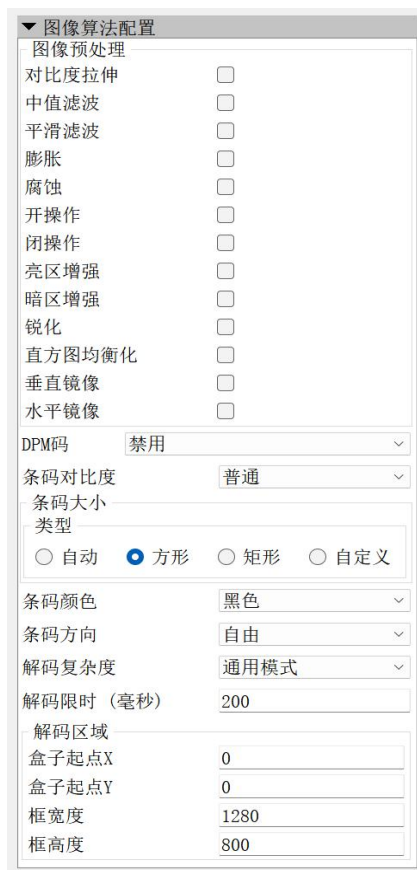 ▼ 图像算法配置
图像预处理
对比度拉伸
中值滤波
平滑滤波
膨胀
腐蚀
开操作
闭操作
亮区增强
暗区增强
锐化
直方图均衡化
垂直镜像
水平镜像
DPM码 禁用
条码对比度 普通
条码大小
类型
自动 方形 矩形 自定义
条码颜色 黑色
条码方向 自由
解码复杂度 通用模式
解码限时 (毫秒) 200
解码区域
盒子起点X 0
盒子起点Y 0
框宽度 1280
框高度 800